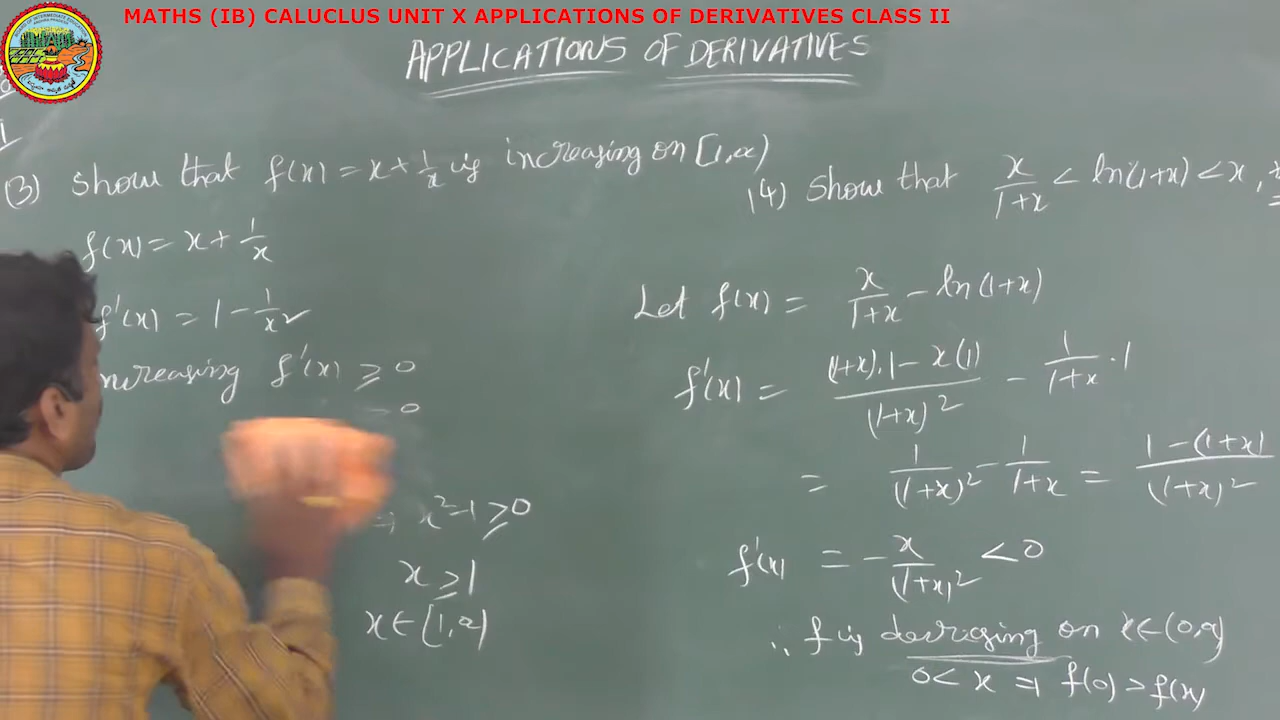 MATHS (IB) CALUCLUS UNIT X APPLICATIONS OF DERIVATIVES CLASS II
APPLICATIONS OF DERIVATIVES
(3) Show that f(x) = x + 1/x is increasing on [1,∞)
f(x) = x + 1/x
f'(x) = 1 - 1/x²
ncreasing f'(x) ≥ 0
= 0
⇒ x²-1 ≥ 0
x ≥ 1
x ∈ [1,∞)
14) Show that x/(1+x) < ln(1+x) < x,
Let f(x) = x/(1+x) - ln(1+x)
f'(x) = ((1+x).1 - x(1))/(1+x)² - 1/(1+x) . 1
= 1/(1+x)² - 1/(1+x) = (1-(1+x))/(1+x)²
f'(x) = - x/(1+x)² < 0
∴ f is decreasing on x ∈ (0,∞)
0 < x ⇒ f(0) > f(x)